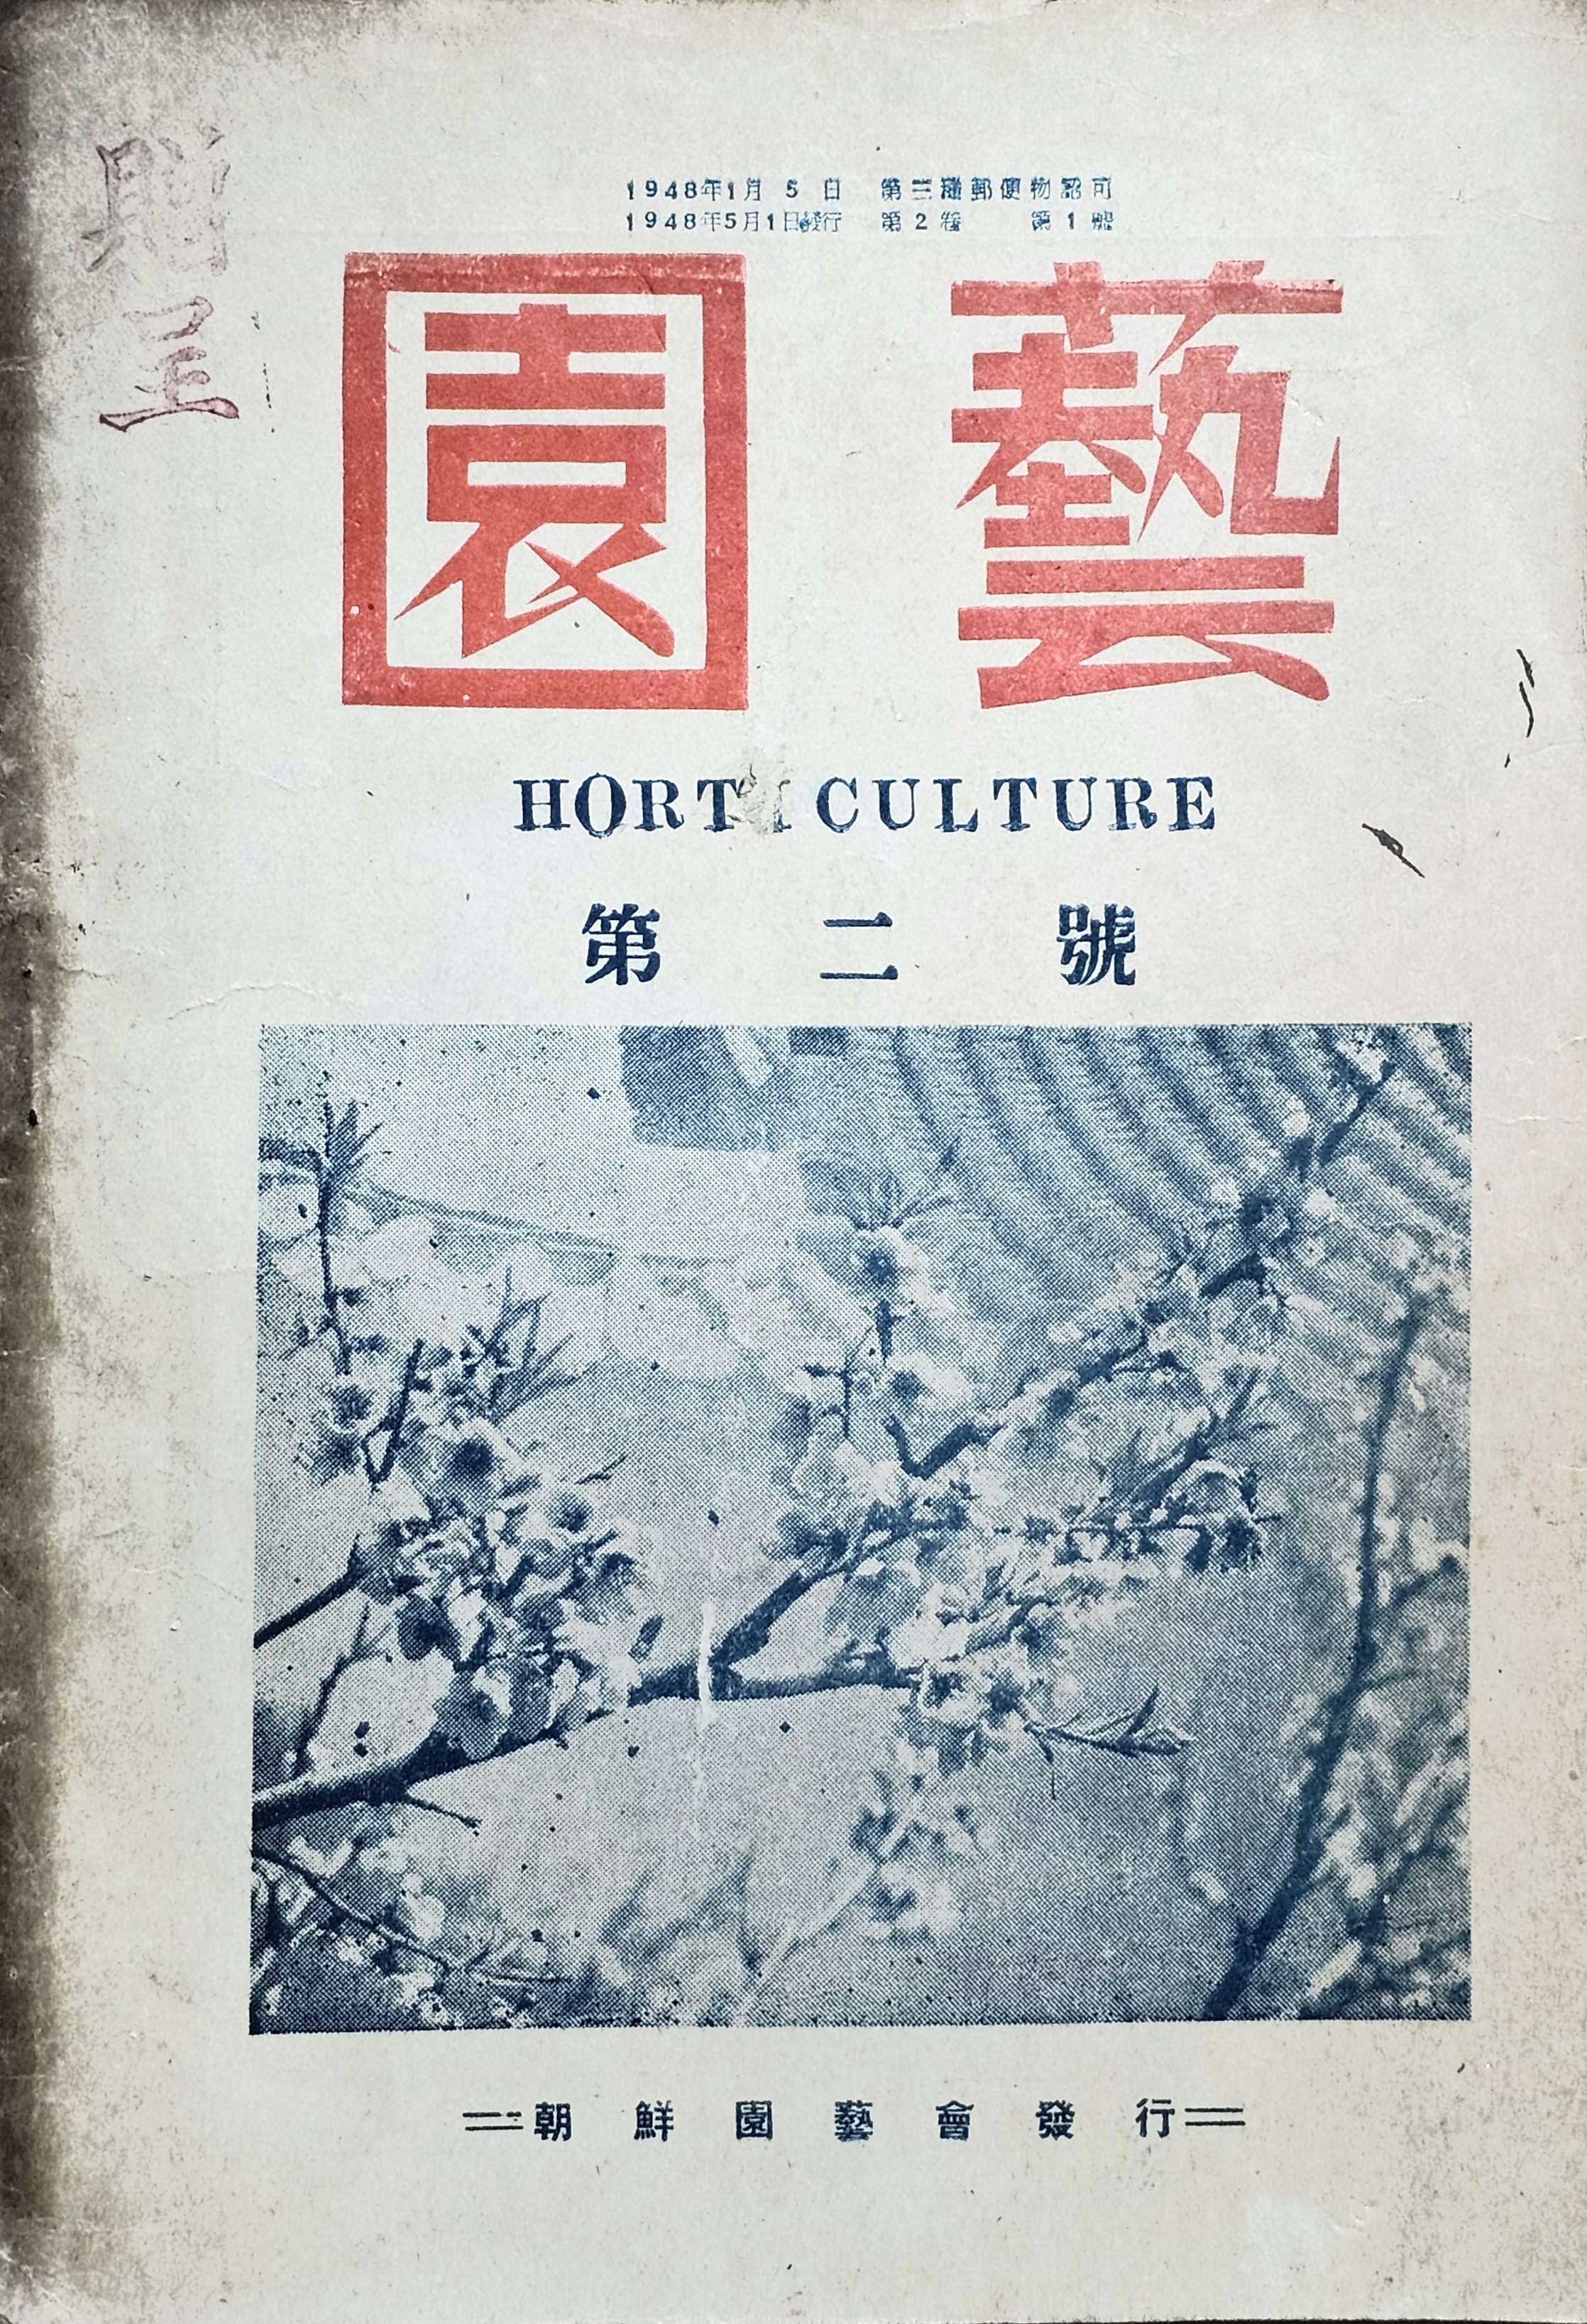 贈呈
1948年1月5日 第三種郵便物認可
1948年5月1日發行 第2卷 第1號
園藝
HORTICULTURE
第二號
朝鮮園藝會發行